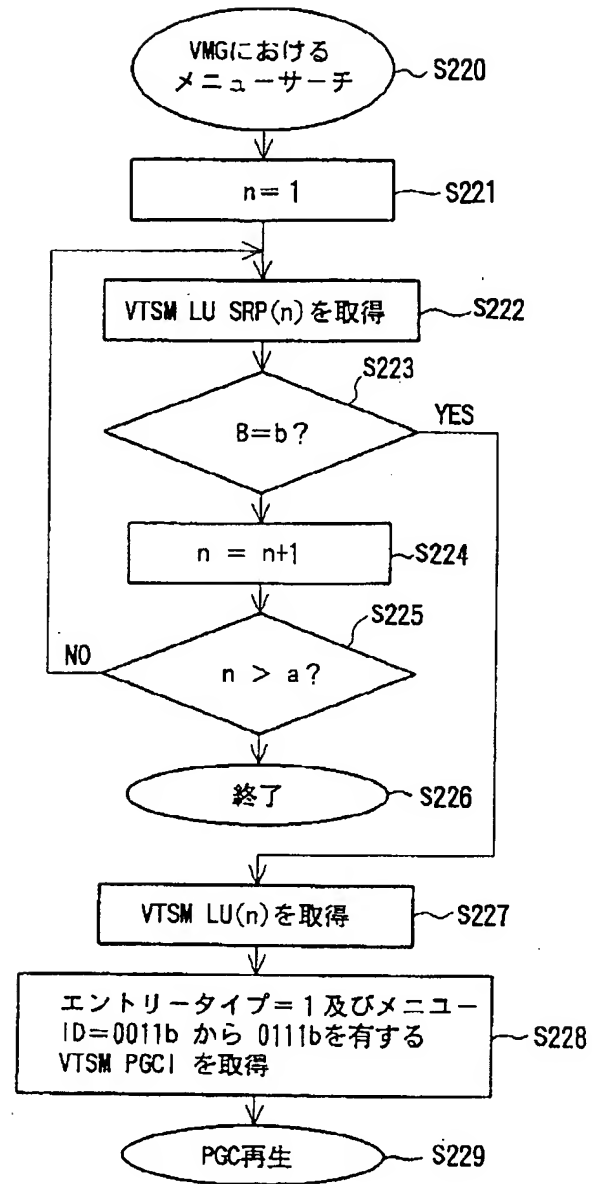 VMGにおける
メニューサーチ
S220
n=1
S221
VTSM LU SRP(n)を取得
S222
S223
B=b?
YES
n = n+1
S224
S225
NO
n > a?
終了
S226
VTSM LU(n)を取得
S227
エントリータイプ=1及びメニュー
ID=0011b から 0111bを有する
VTSM PGCI を取得
S228
PGC再生
S229